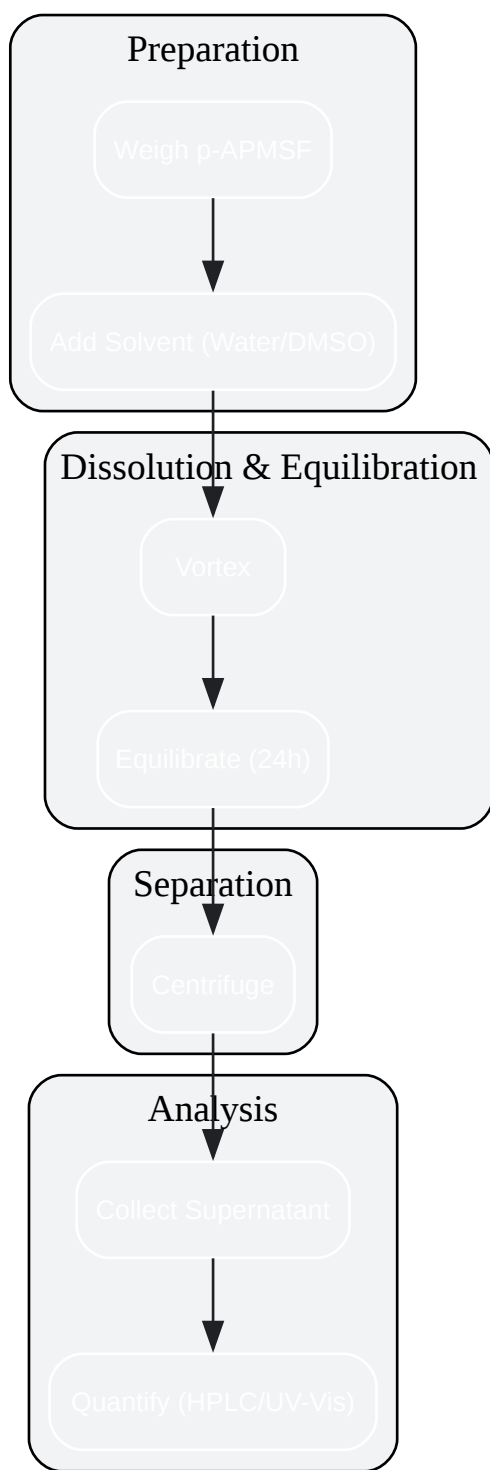 Preparation
Weigh p-APMSF
Add Solvent (Water/DMSO)
Dissolution & Equilibration
Vortex
Equilibrate (24h)
Separation
Centrifuge
Analysis
Collect Supernatant
Quantify (HPLC/UV-Vis)